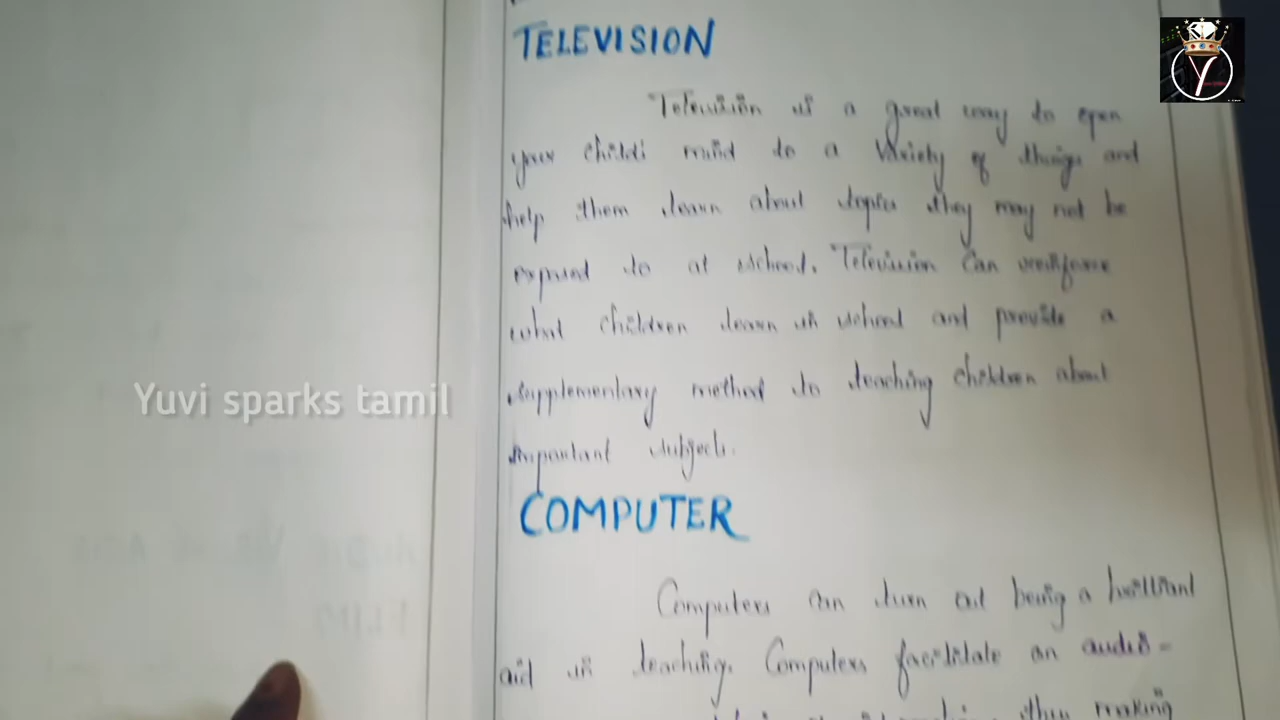 TELEVISION
Television is a great way to open
your childs mind to a Variety of things and
help them learn about topics they may not be
exposed to at school. Television can reinforce
what children learn in school and provide a
supplementary method to teaching children about
important subjects.
COMPUTER
Computers can turn out being a brilliant
aid in teaching. Computers facilitate an audio-
they making
Yuvi sparks tamil
Y